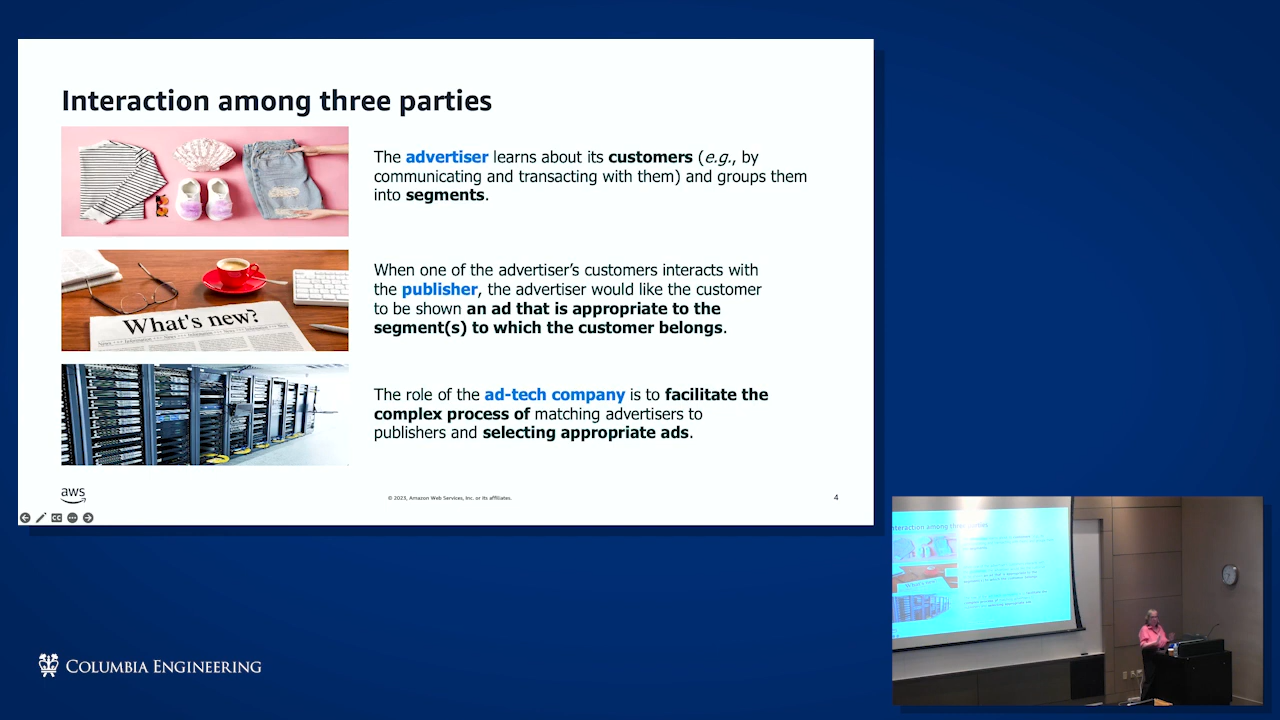 Interaction among three parties
The advertiser learns about its customers (e.g., by
communicating and transacting with them) and groups them
into segments.
What's new?
When one of the advertiser’s customers interacts with
the publisher, the advertiser would like the customer
to be shown an ad that is appropriate to the
segment(s) to which the customer belongs.
The role of the ad-tech company is to facilitate the
complex process of matching advertisers to
publishers and selecting appropriate ads.
aws
© 2023, Amazon Web Services, Inc. or its affiliates.
4
CC
COLUMBIA ENGINEERING